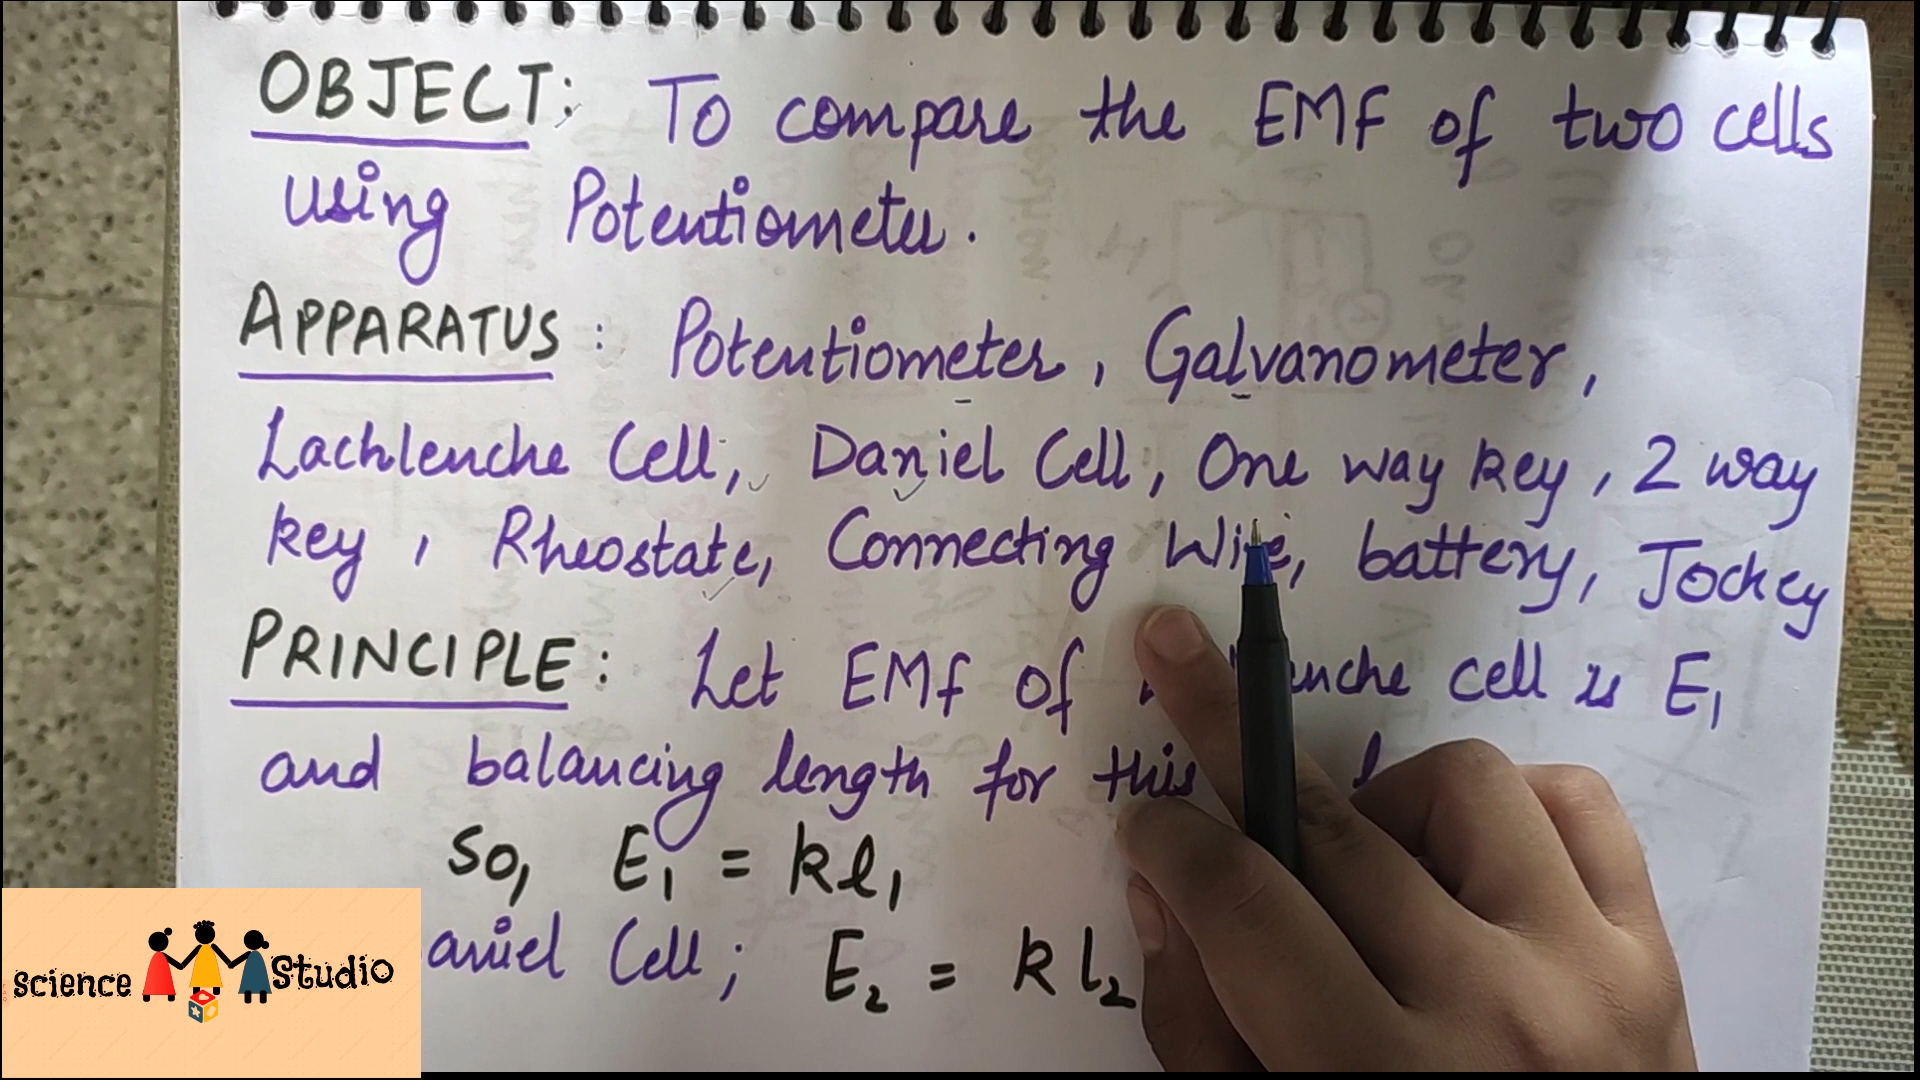 OBJECT: To compare the EMF of two cells
using Potentiometer.
APPARATUS: Potentiometer, Galvanometer,
Lachlenche Cell, Daniel Cell, One way key, 2 way
key, Rheostate, Connecting Wire, battery, Jockey
PRINCIPLE: Let EMf of cell is E₁
and balancing length for this
so, E₁ = kl₁
Cell; E₂ = kl₂
Science Studio